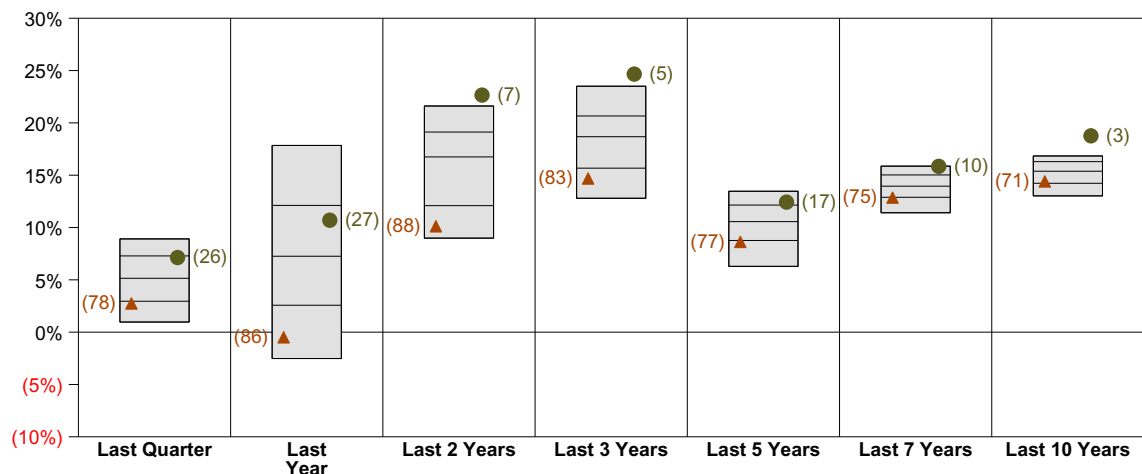 30%
25%
20%
15%
10%
5%
0%
(5%)
(10%)
(78)
(26)
(86)
(27)
(88)
(7)
(83)
(5)
(77)
(17)
(75)
(10)
(71)
(3)
Last Quarter
Last
Year
Last 2 Years
Last 3 Years
Last 5 Years
Last 7 Years
Last 10 Years